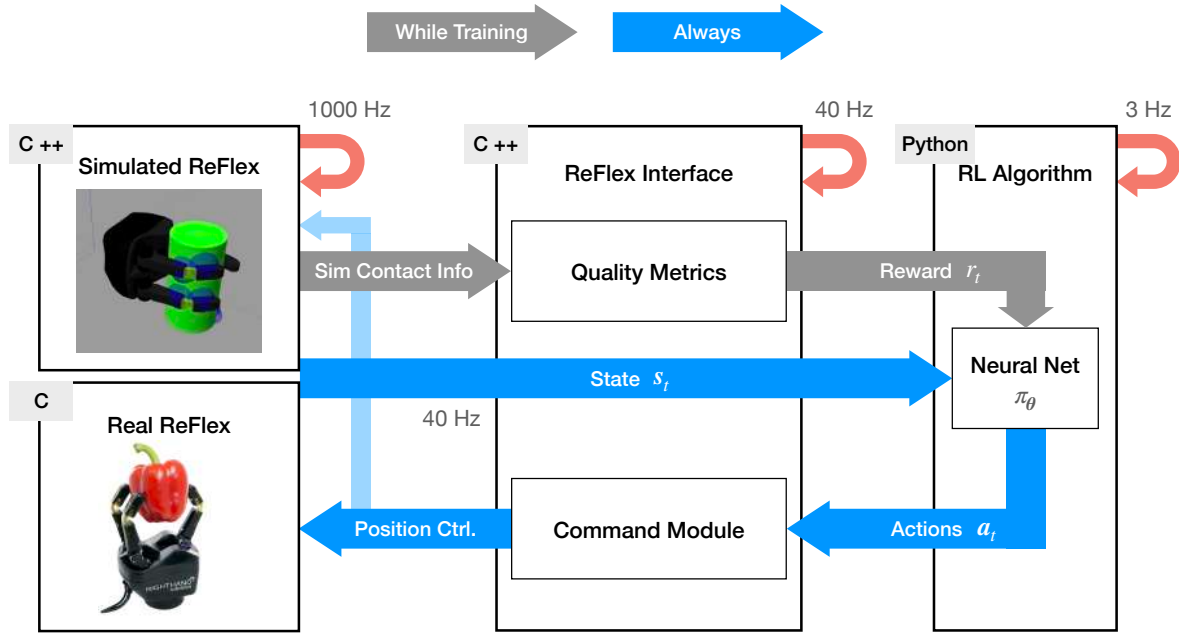 While Training
Always
1000 Hz
40 Hz
3 Hz
C ++
C ++
Python
Simulated ReFlex
ReFlex Interface
RL Algorithm
Sim Contact Info
Quality Metrics
Reward r_t
State s_t
Neural Net
π_θ
C
Real ReFlex
40 Hz
Position Ctrl.
Command Module
Actions a_t
RIGHTHAND